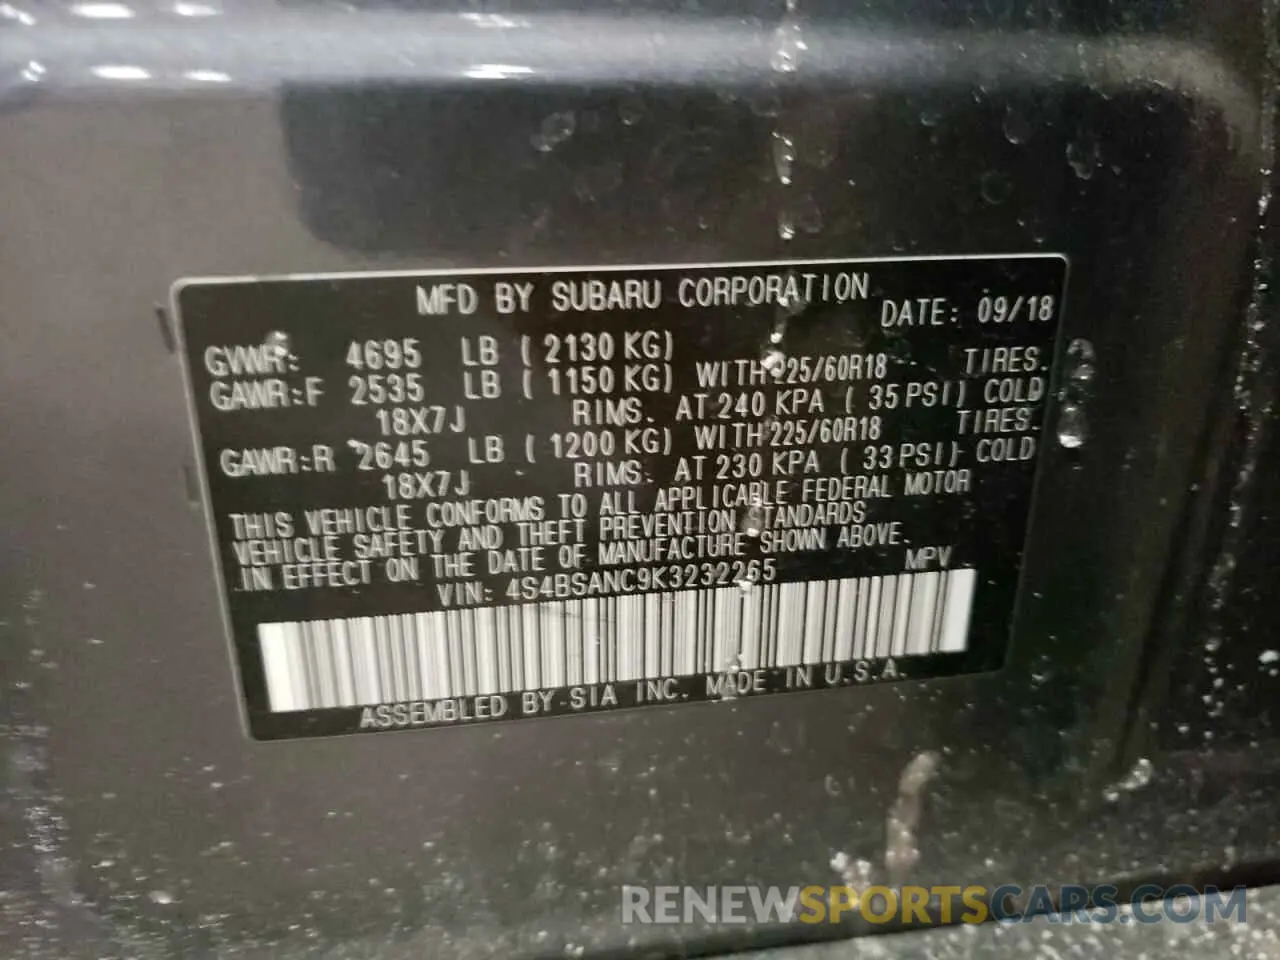 MFD BY SUBARU CORPORATION
DATE: 09/18
GVWR: 4695 LB ( 2130 KG)
GAWR:F 2535 LB ( 1150 KG) WITH 225/60R18 TIRES.
18X7J RIMS. AT 240 KPA ( 35 PSI) COLD
GAWR:R 2645 LB ( 1200 KG) WITH 225/60R18 TIRES.
18X7J RIMS. AT 230 KPA ( 33 PSI) COLD
THIS VEHICLE CONFORMS TO ALL APPLICABLE FEDERAL MOTOR
VEHICLE SAFETY AND THEFT PREVENTION STANDARDS
IN EFFECT ON THE DATE OF MANUFACTURE SHOWN ABOVE.
VIN: 4S4BSANC9K3232265 MPV
ASSEMBLED BY SIA INC. MADE IN U.S.A.
RENEWSPORTSCARS.COM